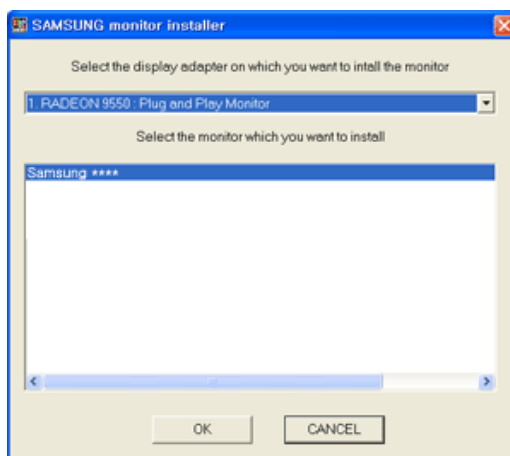 SAMSUNG monitor installer
Select the display adapter on which you want to intall the monitor
1. RADEON 9550 : Plug and Play Monitor
Select the monitor which you want to install
Samsung ****
OK
CANCEL